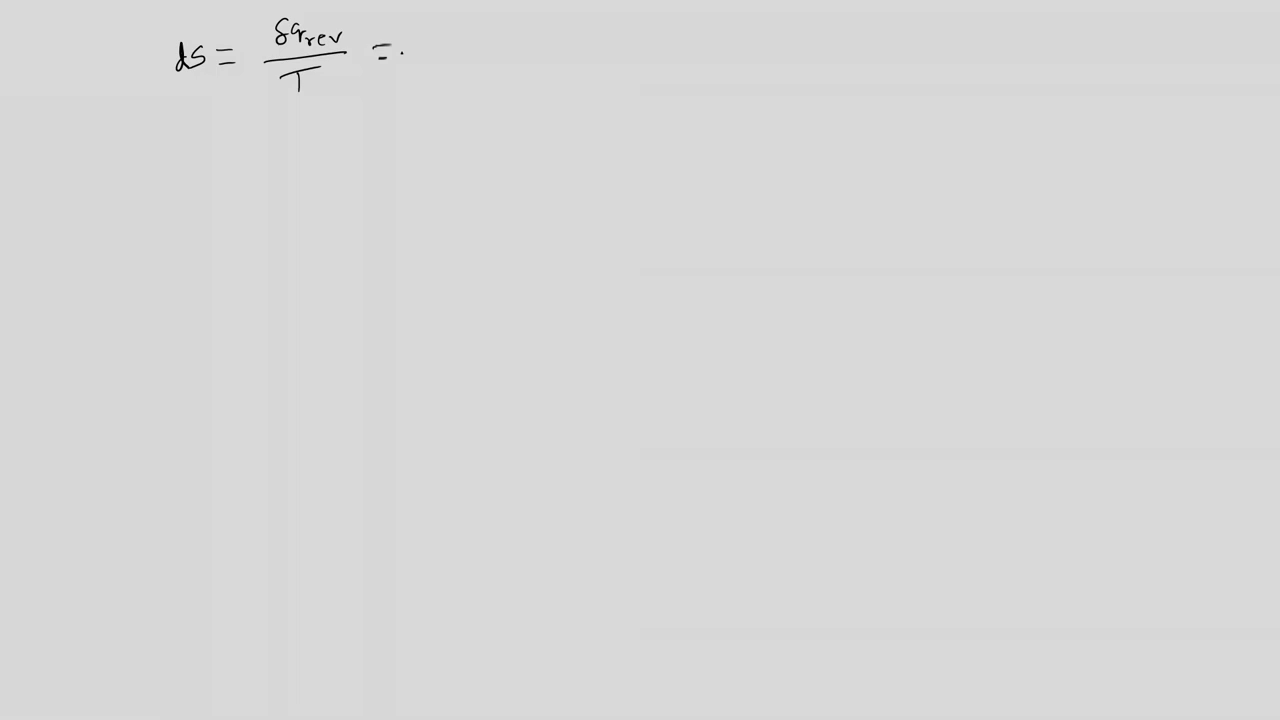 dS = δq_rev / T =